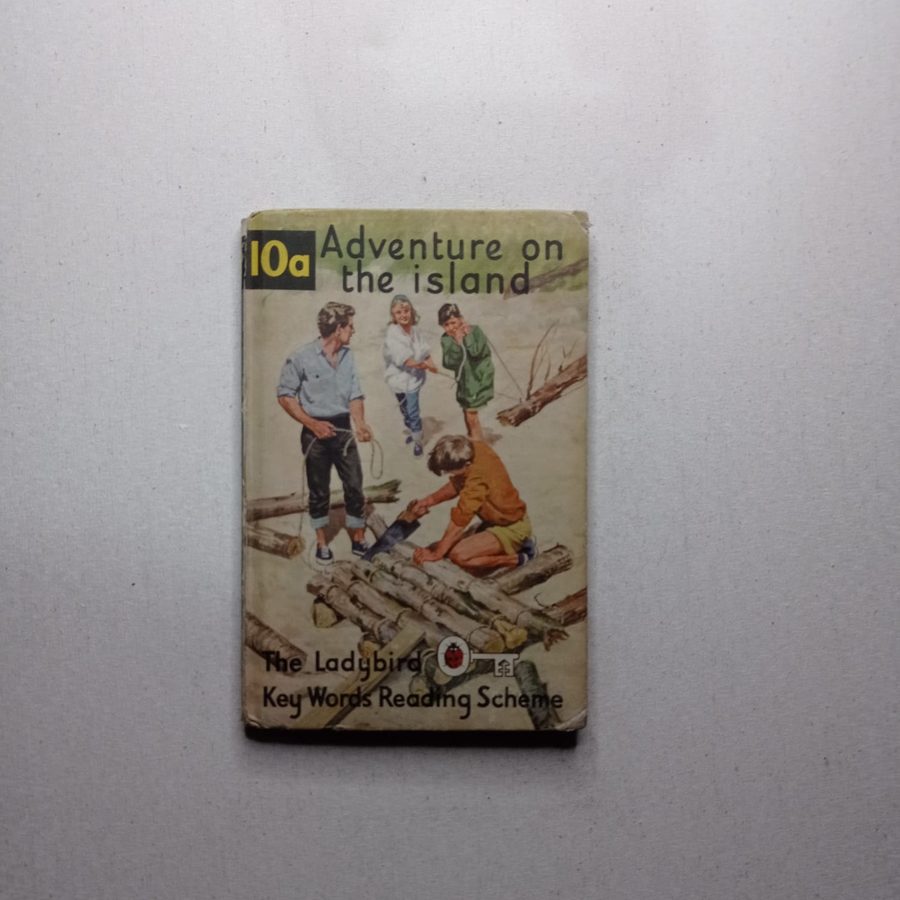 10a
Adventure on
the island
The Ladybird
Key Words Reading Scheme